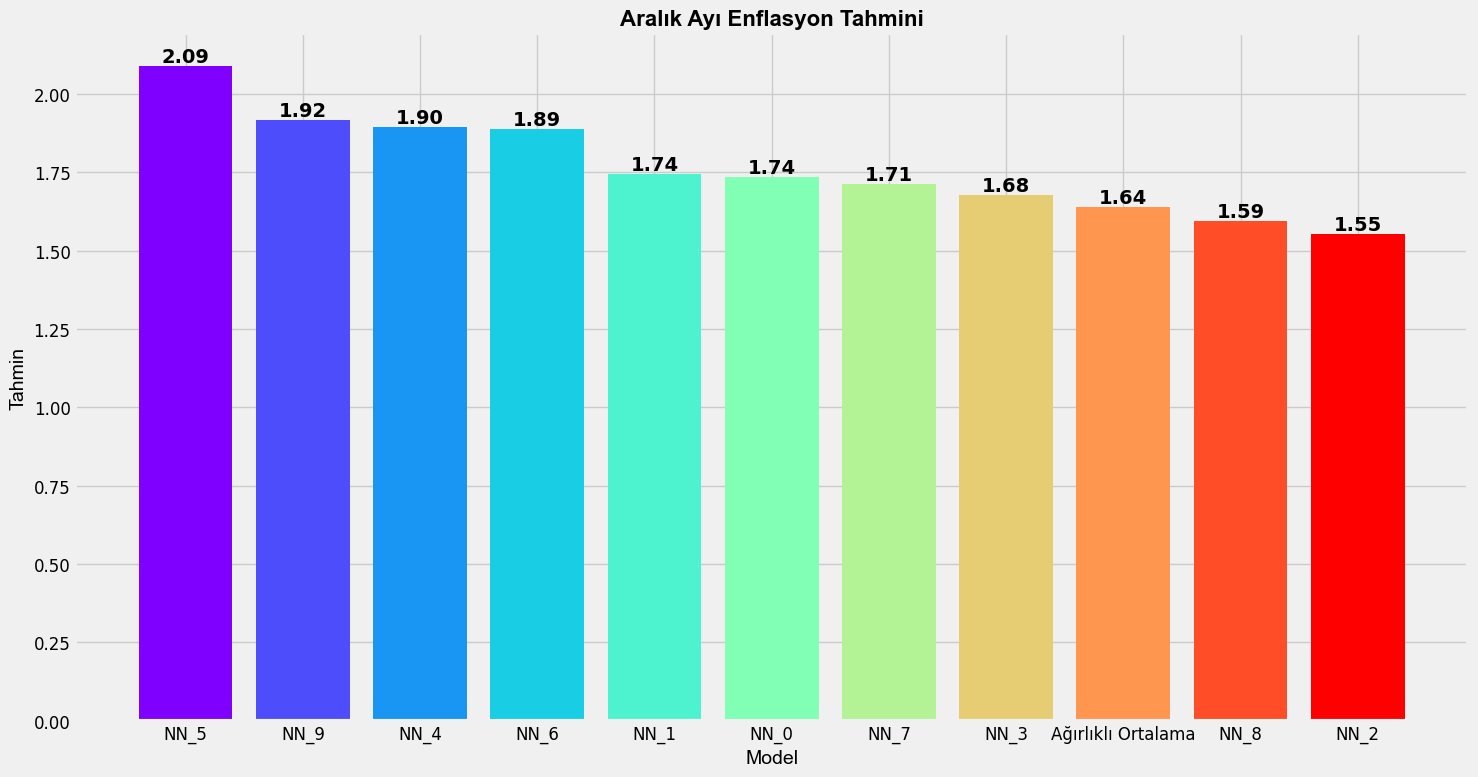 Aralık Ayı Enflasyon Tahmini
2.09
1.92
1.90
1.89
1.74
1.74
1.71
1.68
1.64
1.59
1.55
2.00
1.75
1.50
1.25
1.00
0.75
0.50
0.25
0.00
Tahmin
NN_5
NN_9
NN_4
NN_6
NN_1
NN_0
NN_7
NN_3
Ağırlıklı Ortalama
NN_8
NN_2
Model